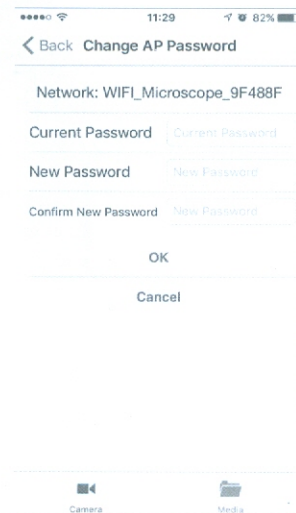 11:29 82%
Back Change AP Password
Network: WIFI_Microscope_9F488F
Current Password Current Password
New Password New Password
Confirm New Password New Password
OK
Cancel
Camera Media